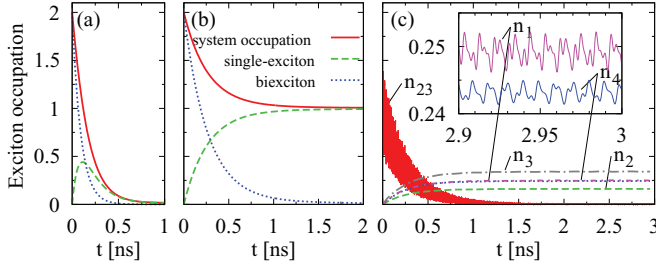 (a)
(b)
(c)
system occupation
single-exciton
biexciton
Exciton occupation
2
1.5
1
0.5
0
0 0.5 1
0 0.5 1 1.5 2
0 0.5 1 1.5 2 2.5 3
t [ns]
t [ns]
t [ns]
0.25
0.23
0.24
2.9 2.95 3
n
n1
n4
n3
n2